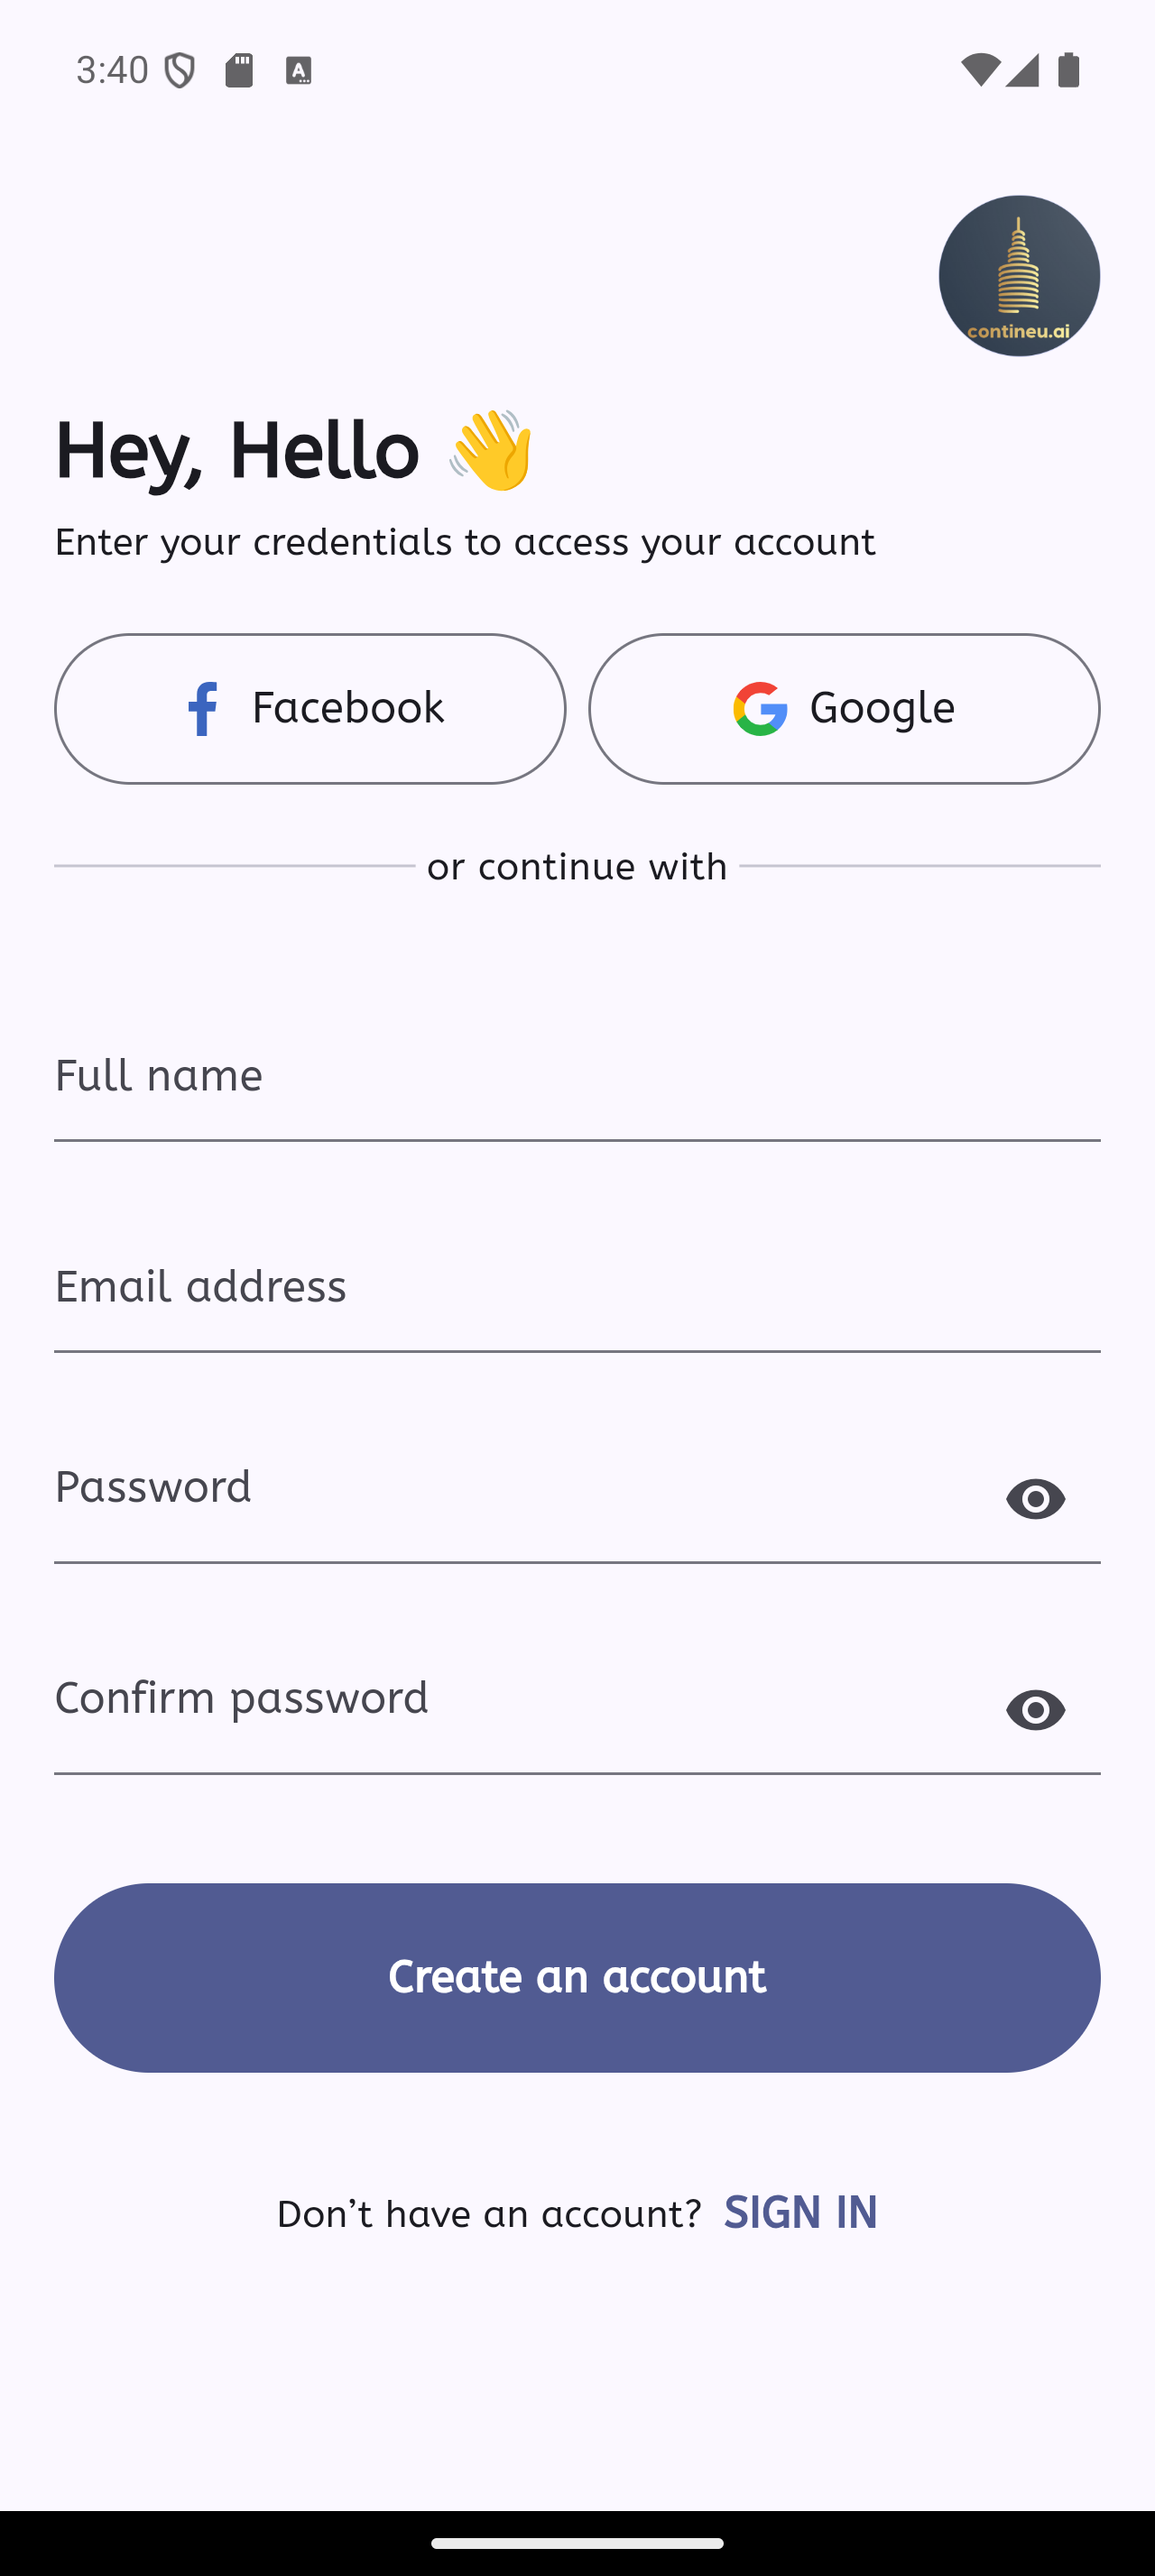 3:40
contineu.ai
Hey, Hello 👋
Enter your credentials to access your account
Facebook
Google
or continue with
Full name
Email address
Password
Confirm password
Create an account
Don’t have an account? SIGN IN